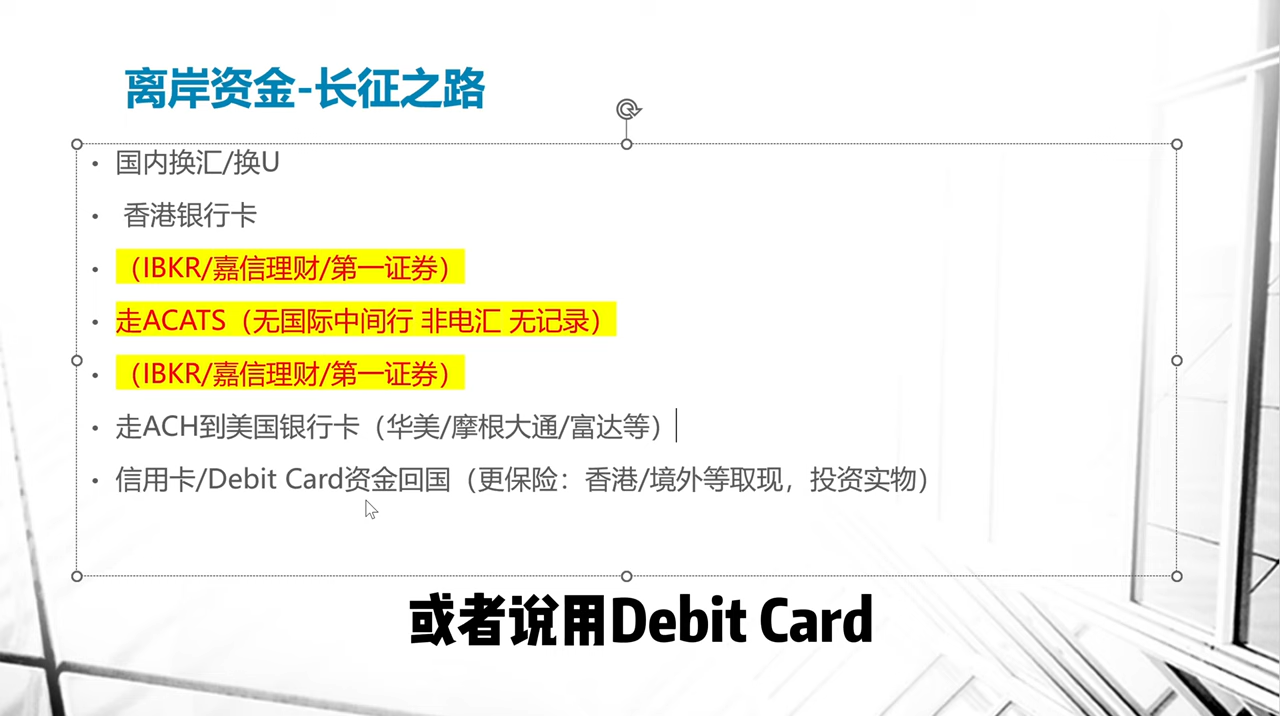 离岸资金-长征之路
• 国内换汇/换U
• 香港银行卡
• （IBKR/嘉信理财/第一证券）
• 走ACATS（无国际中间行 非电汇 无记录）
• （IBKR/嘉信理财/第一证券）
• 走ACH到美国银行卡（华美/摩根大通/富达等）
• 信用卡/Debit Card资金回国（更保险：香港/境外等取现，投资实物）
或者说用Debit Card